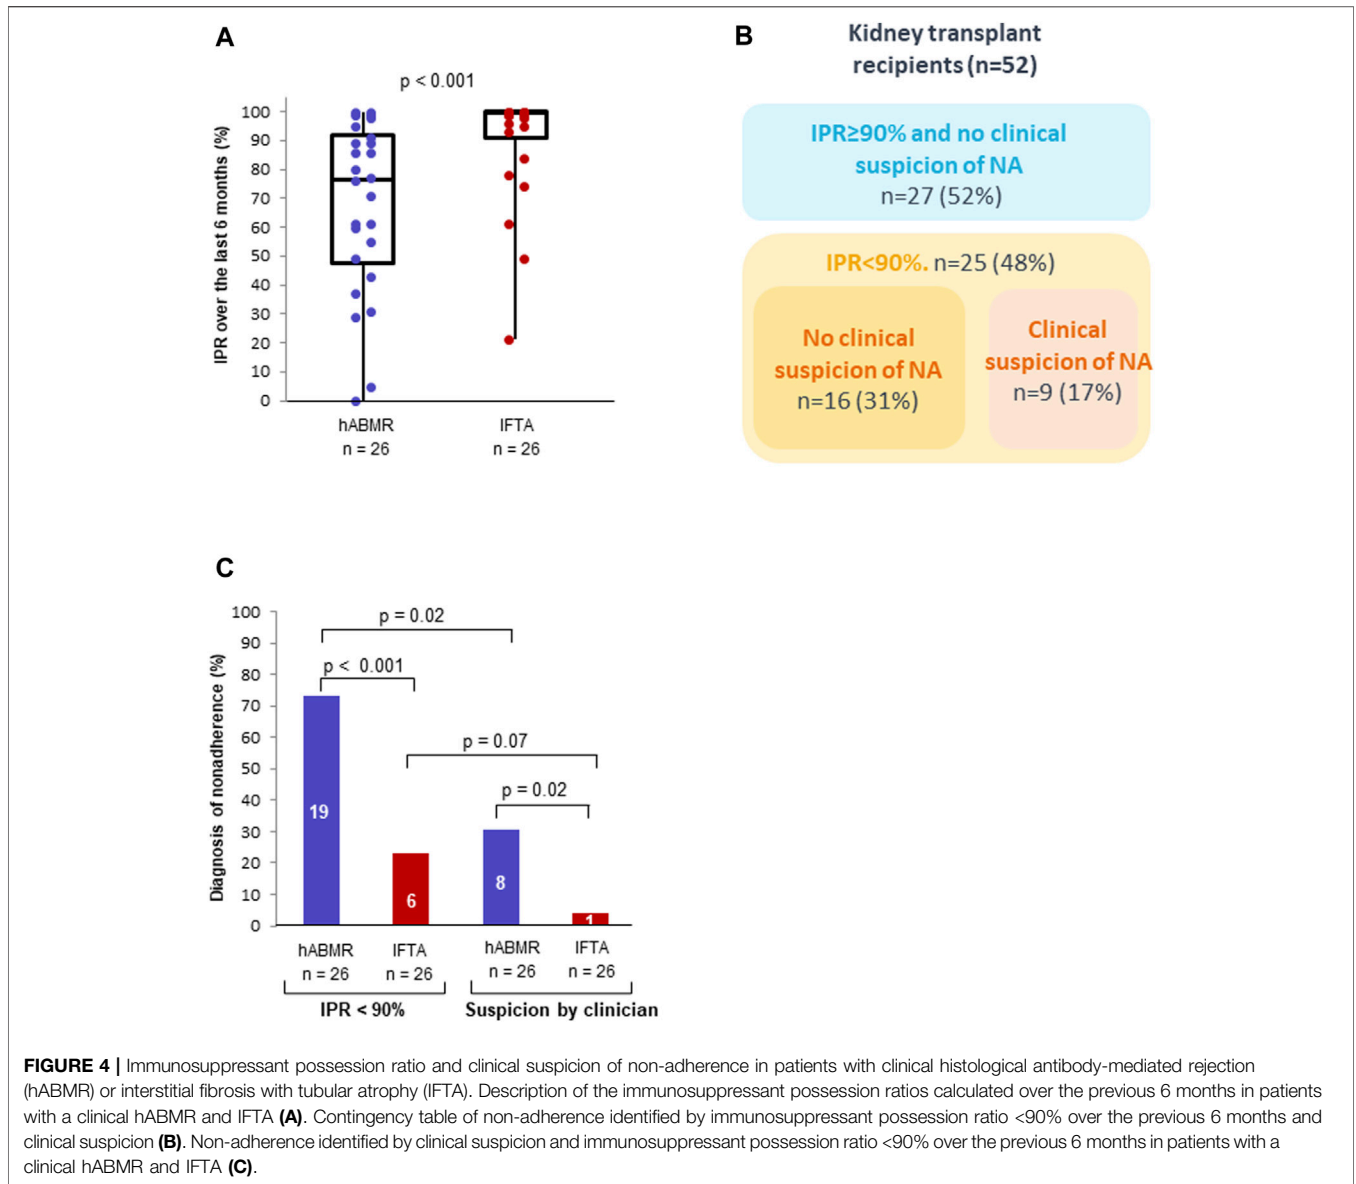 A
p < 0.001
IPR over the last 6 months (%)
100
90
80
70
60
50
40
30
20
10
0
hABMR
n = 26
IFTA
n = 26
B
Kidney transplant
recipients (n=52)
IPR≥90% and no clinical
suspicion of NA
n=27 (52%)
IPR<90%. n=25 (48%)
No clinical
suspicion of NA
n=16 (31%)
Clinical
suspicion of NA
n=9 (17%)
C
Diagnosis of nonadherence (%)
100
90
80
70
60
50
40
30
20
10
0
p = 0.02
p < 0.001
p = 0.07
p = 0.02
19
6
8
1
hABMR
n = 26
IFTA
n = 26
hABMR
n = 26
IFTA
n = 26
IPR < 90%
Suspicion by clinician
FIGURE 4 | Immunosuppressant possession ratio and clinical suspicion of non-adherence in patients with clinical histological antibody-mediated rejection
(hABMR) or interstitial fibrosis with tubular atrophy (IFTA). Description of the immunosuppressant possession ratios calculated over the previous 6 months in patients
with a clinical hABMR and IFTA (A). Contingency table of non-adherence identified by immunosuppressant possession ratio <90% over the previous 6 months and
clinical suspicion (B). Non-adherence identified by clinical suspicion and immunosuppressant possession ratio <90% over the previous 6 months in patients with a
clinical hABMR and IFTA (C).